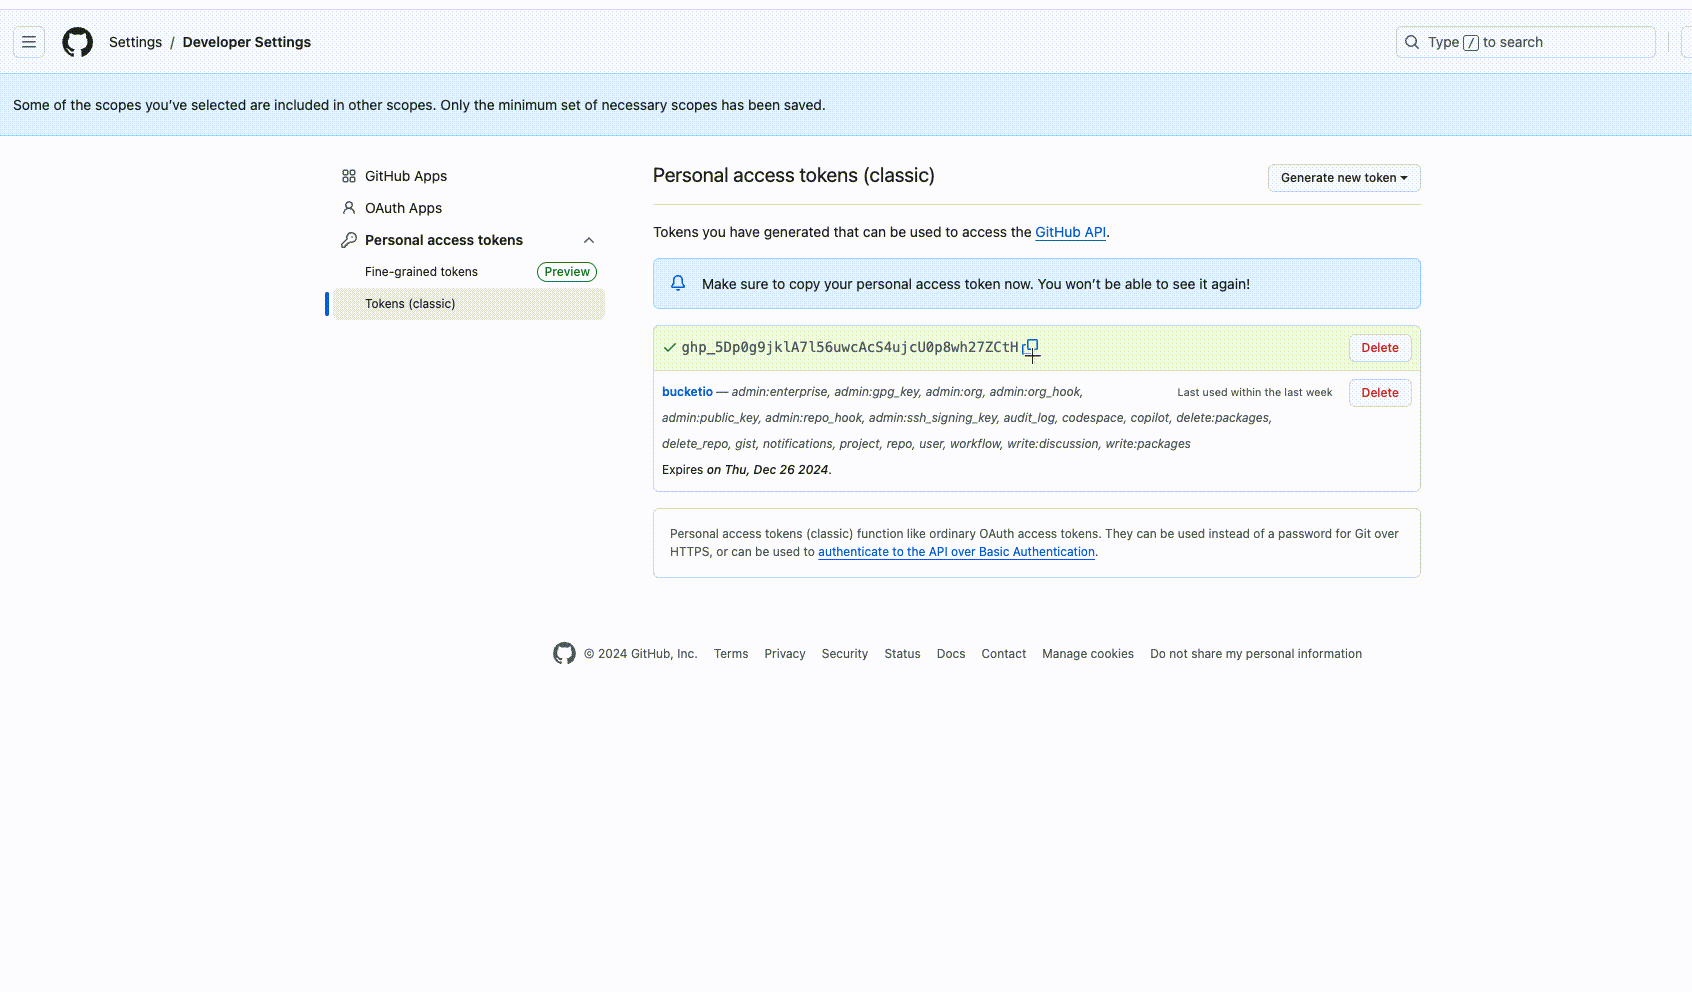 Settings / Developer Settings
Type / to search
Some of the scopes you’ve selected are included in other scopes. Only the minimum set of necessary scopes has been saved.
GitHub Apps
OAuth Apps
Personal access tokens
Fine-grained tokens Preview
Tokens (classic)
Personal access tokens (classic)
Generate new token
Tokens you have generated that can be used to access the GitHub API.
Make sure to copy your personal access token now. You won’t be able to see it again!
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
Delete
bucketio — admin:enterprise, admin:gpg_key, admin:org, admin:org_hook,
Last used within the last week
Delete
admin:public_key, admin:repo_hook, admin:ssh_signing_key, audit_log, codespace, copilot, delete:packages,
delete_repo, gist, notifications, project, repo, user, workflow, write:discussion, write:packages
Expires on Thu, Dec 26 2024.
Personal access tokens (classic) function like ordinary OAuth access tokens. They can be used instead of a password for Git over
HTTPS, or can be used to authenticate to the API over Basic Authentication.
© 2024 GitHub, Inc. Terms Privacy Security Status Docs Contact Manage cookies Do not share my personal information